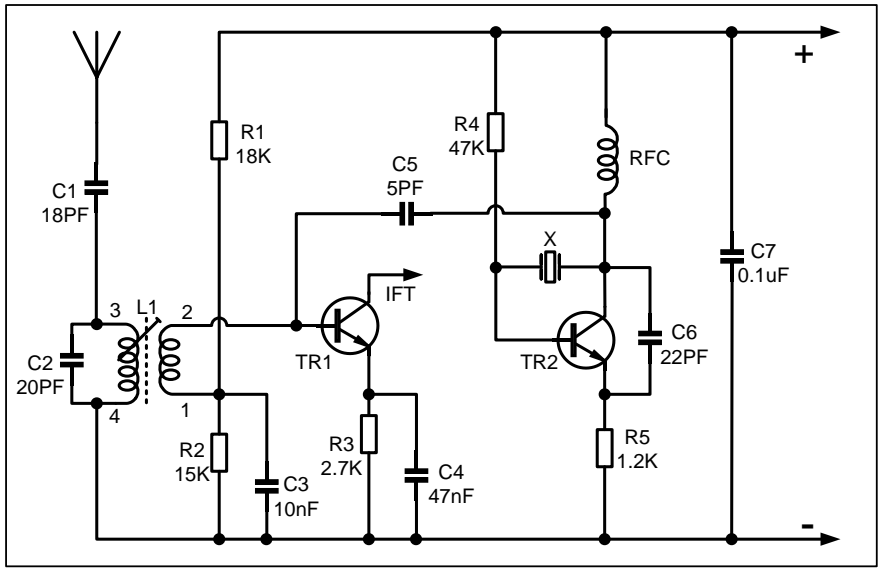 +
R4
47K
R1
18K
RFC
C5
5PF
C1
18PF
X
C7
0.1uF
IFT
3
L1
2
C2
20PF
TR1
TR2
C6
22PF
4
1
R2
15K
R3
2.7K
R5
1.2K
C3
10nF
C4
47nF
-